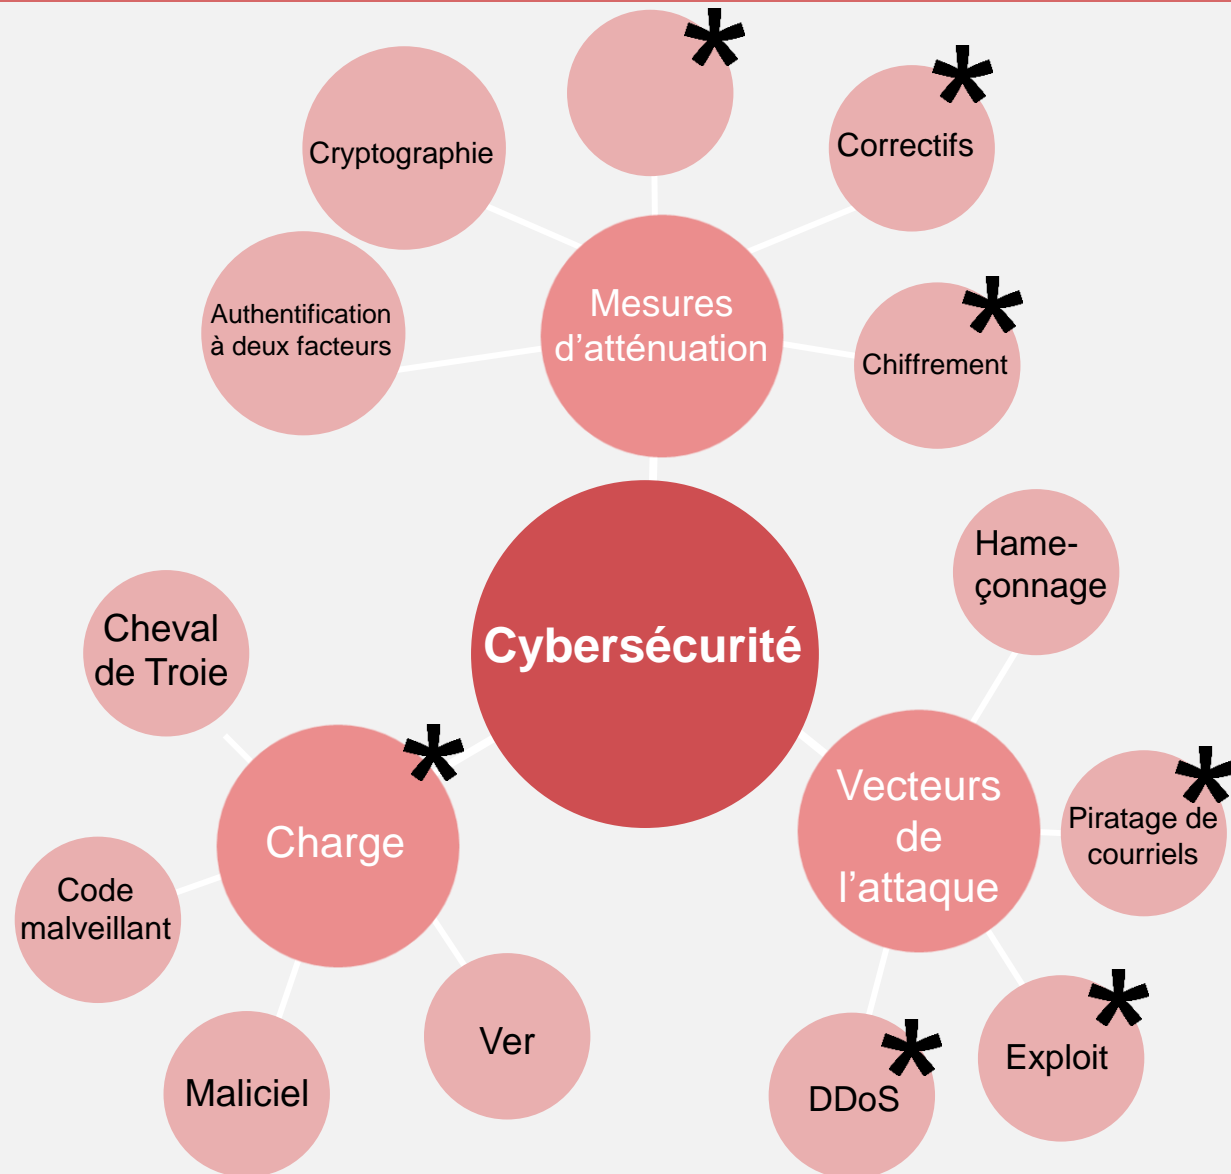 *
*
Cryptographie
Correctifs
*
Authentification
à deux facteurs
Mesures
d’atténuation
Chiffrement
Cybersécurité
Hame-
çonnage
Cheval
de Troie
*
Charge
Vecteurs
de
l’attaque
*
Piratage de
courriels
Code
malveillant
Maliciel
Ver
*
DDoS
*
Exploit